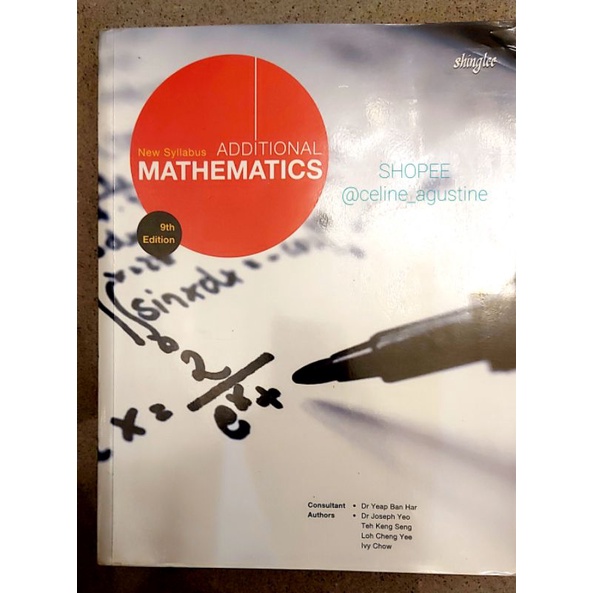 shinglee
New Syllabus ADDITIONAL
MATHEMATICS
SHOPEE
@celine_agustine
9th
Edition
sinxdx
x = 2/e^x x
Consultant • Dr Yeap Ban Har
Authors • Dr Joseph Yeo
Teh Keng Seng
Loh Cheng Yee
Ivy Chow